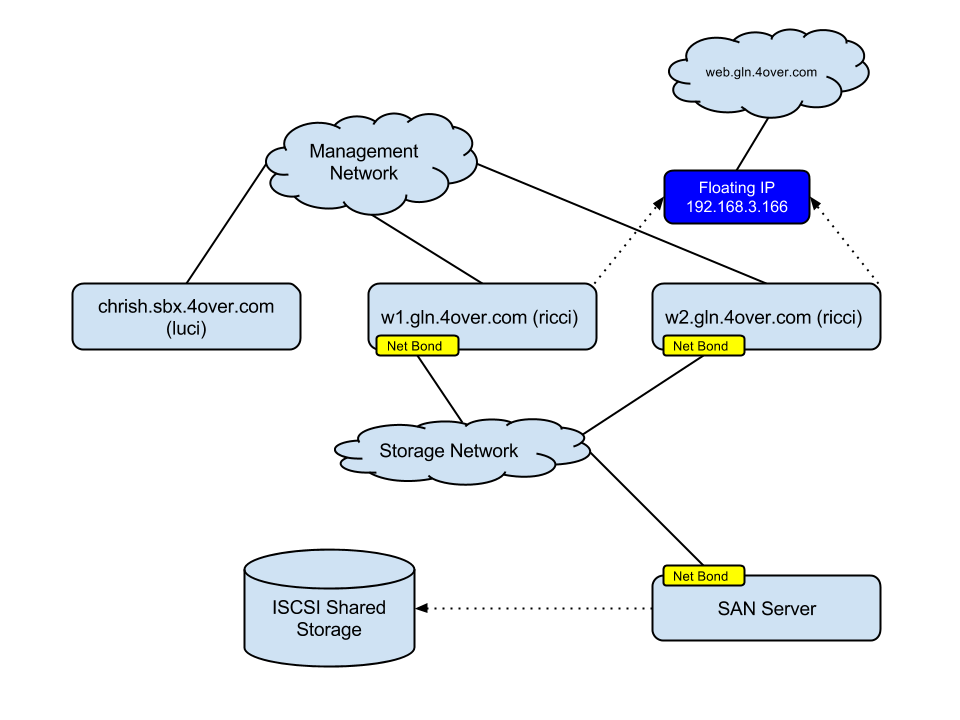 web.gln.4over.com
Management
Network
Floating IP
192.168.3.166
chrish.sbx.4over.com
(luci)
w1.gln.4over.com (ricci)
Net Bond
w2.gln.4over.com (ricci)
Net Bond
Storage Network
Net Bond
SAN Server
ISCSI Shared
Storage